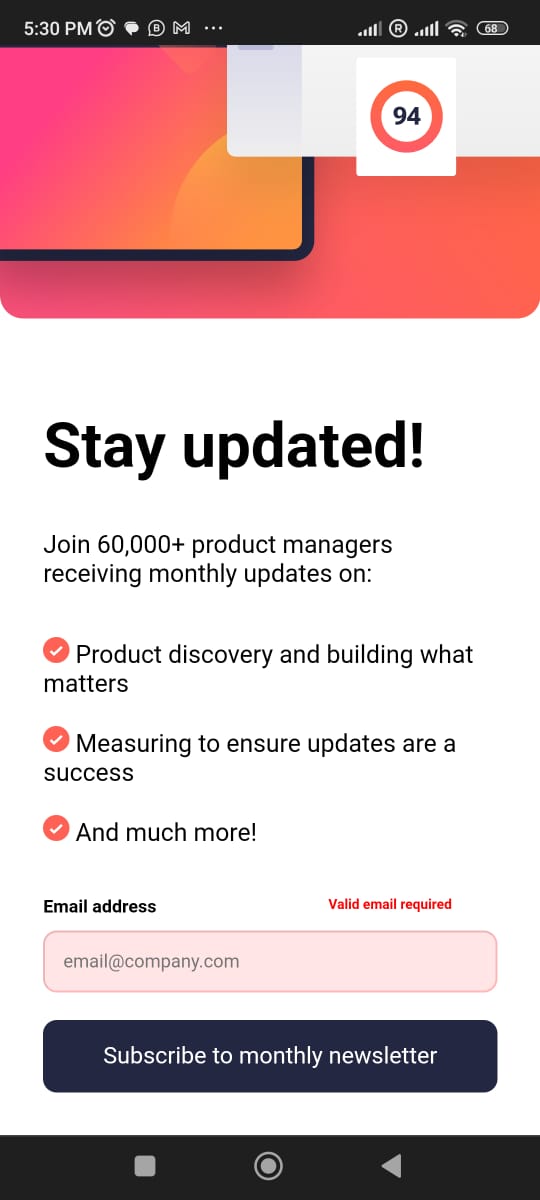 5:30 PM
68
94
Stay updated!
Join 60,000+ product managers
receiving monthly updates on:
Product discovery and building what
matters
Measuring to ensure updates are a
success
And much more!
Email address
Valid email required
email@company.com
Subscribe to monthly newsletter